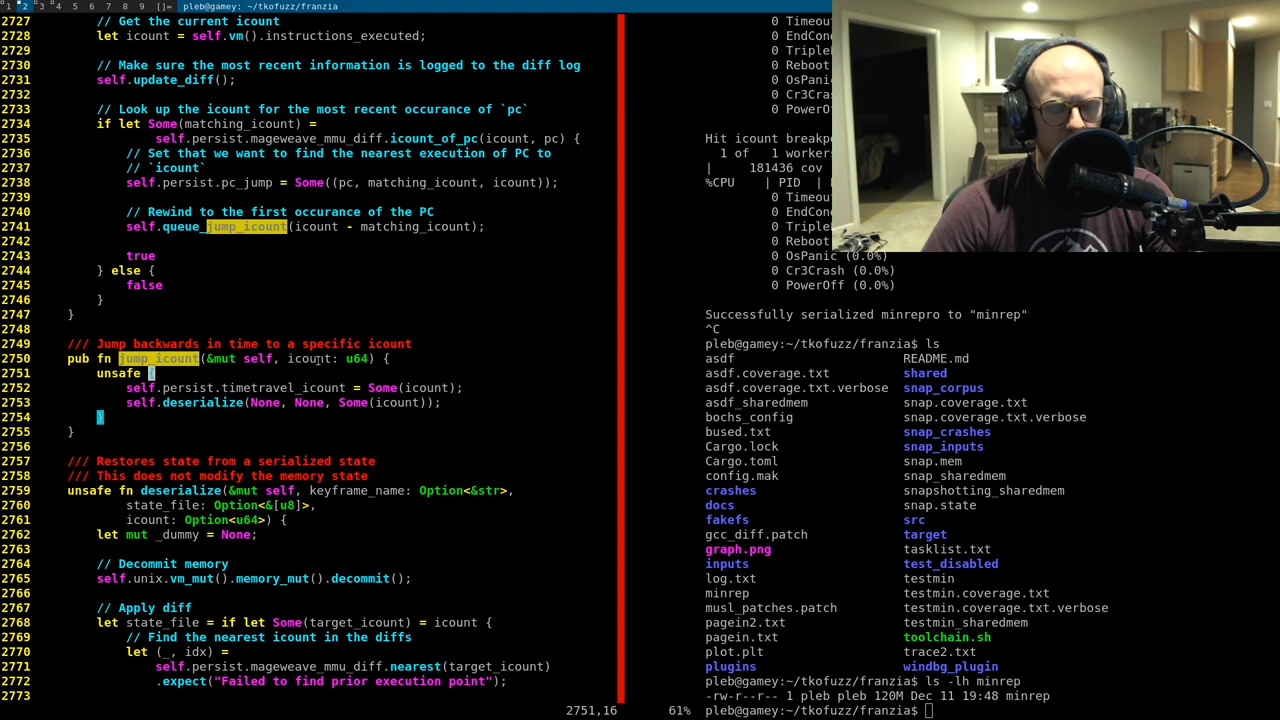 1 2 3 4 5 6 7 8 9 []= pleb@gamey: ~/tkofuzz/franzia
2727 // Get the current icount
2728 let icount = self.vm().instructions_executed;
2729
2730 // Make sure the most recent information is logged to the diff log
2731 self.update_diff();
2732
2733 // Look up the icount for the most recent occurance of `pc`
2734 if let Some(matching_icount) =
2735 self.persist.mageweave_mmu_diff.icount_of_pc(icount, pc) {
2736 // Set that we want to find the nearest execution of PC to
2737 // `icount`
2738 self.persist.pc_jump = Some((pc, matching_icount, icount));
2739
2740 // Rewind to the first occurance of the PC
2741 self.queue_jump_icount(icount - matching_icount);
2742
2743 true
2744 } else {
2745 false
2746 }
2747 }
2748
2749 /// Jump backwards in time to a specific icount
2750 pub fn jump_icount(&mut self, icount: u64) {
2751 unsafe {
2752 self.persist.timetravel_icount = Some(icount);
2753 self.deserialize(None, None, Some(icount));
2754 }
2755 }
2756
2757 /// Restores state from a serialized state
2758 /// This does not modify the memory state
2759 unsafe fn deserialize(&mut self, keyframe_name: Option<&str>,
2760 state_file: Option<&[u8]>,
2761 icount: Option<u64>) {
2762 let mut _dummy = None;
2763
2764 // Decommit memory
2765 self.unix.vm_mut().memory_mut().decommit();
2766
2767 // Apply diff
2768 let state_file = if let Some(target_icount) = icount {
2769 // Find the nearest icount in the diffs
2770 let (_, idx) =
2771 self.persist.mageweave_mmu_diff.nearest(target_icount)
2772 .expect("Failed to find prior execution point");
2773
2751,16 61%
0 Timeou
0 EndCon
0 Triple
0 Reboot
0 OsPani
0 Cr3Cra
0 PowerO
Hit icount breakp
1 of 1 workers
| 181436 cov
%CPU | PID |
0 Timeou
0 EndCon
0 Triple
0 Reboot
0 OsPanic (0.0%)
0 Cr3Crash (0.0%)
0 PowerOff (0.0%)
Successfully serialized minrepro to "minrep"
^C
pleb@gamey:~/tkofuzz/franzia$ ls
asdf README.md
asdf.coverage.txt shared
asdf.coverage.txt.verbose snap_corpus
asdf_sharedmem snap.coverage.txt
bochs_config snap.coverage.txt.verbose
bused.txt snap_crashes
Cargo.lock snap_inputs
Cargo.toml snap.mem
config.mak snap_sharedmem
crashes snapshotting_sharedmem
docs snap.state
fakefs src
gcc_diff.patch target
graph.png tasklist.txt
inputs test_disabled
log.txt testmin
minrep testmin.coverage.txt
musl_patches.patch testmin.coverage.txt.verbose
pagein2.txt testmin_sharedmem
pagein.txt toolchain.sh
plot.plt trace2.txt
plugins windbg_plugin
pleb@gamey:~/tkofuzz/franzia$ ls -lh minrep
-rw-r--r-- 1 pleb pleb 120M Dec 11 19:48 minrep
pleb@gamey:~/tkofuzz/franzia$